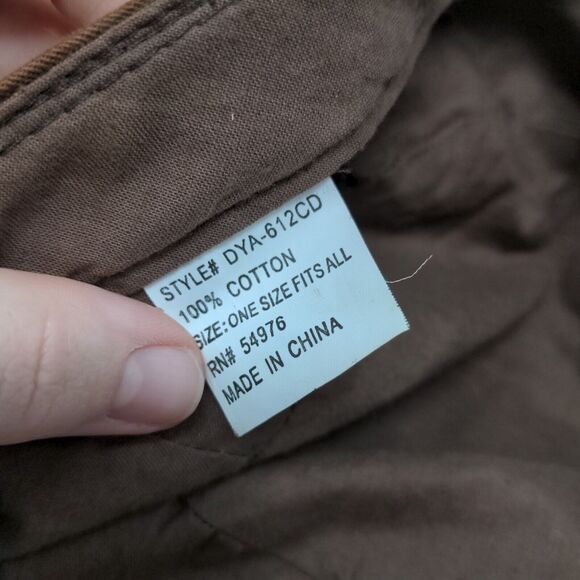 STYLE# DYA-612CD
100% COTTON
SIZE: ONE SIZE FITS ALL
RN# 54976
MADE IN CHINA